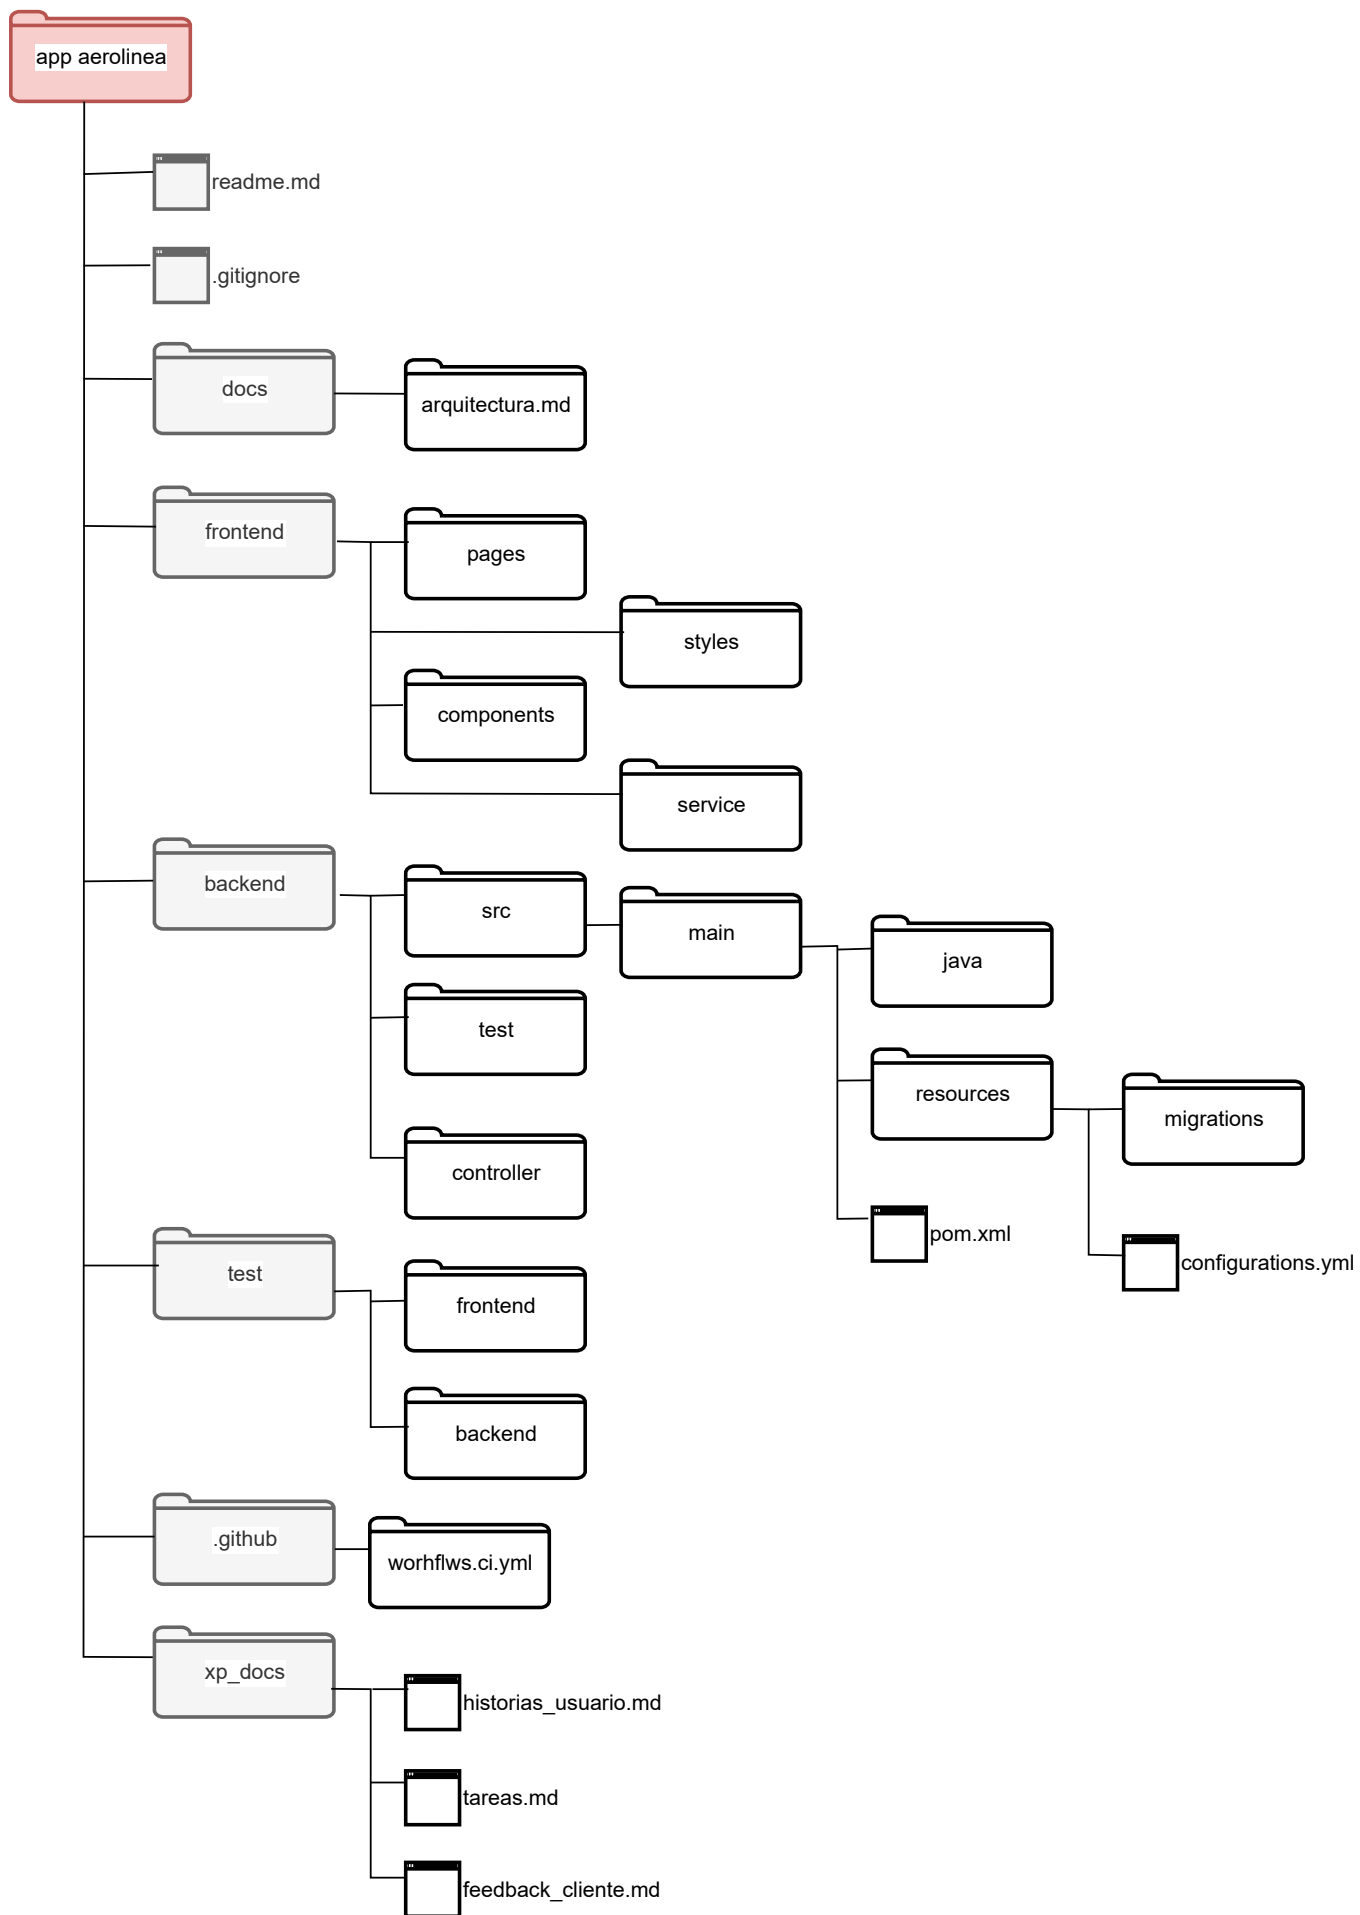 app aerolinea
readme.md
.gitignore
docs
arquitectura.md
frontend
pages
styles
components
service
backend
src
main
java
test
resources
migrations
controller
pom.xml
configurations.yml
test
frontend
backend
.github
worhflws.ci.yml
xp_docs
historias_usuario.md
tareas.md
feedback_cliente.md